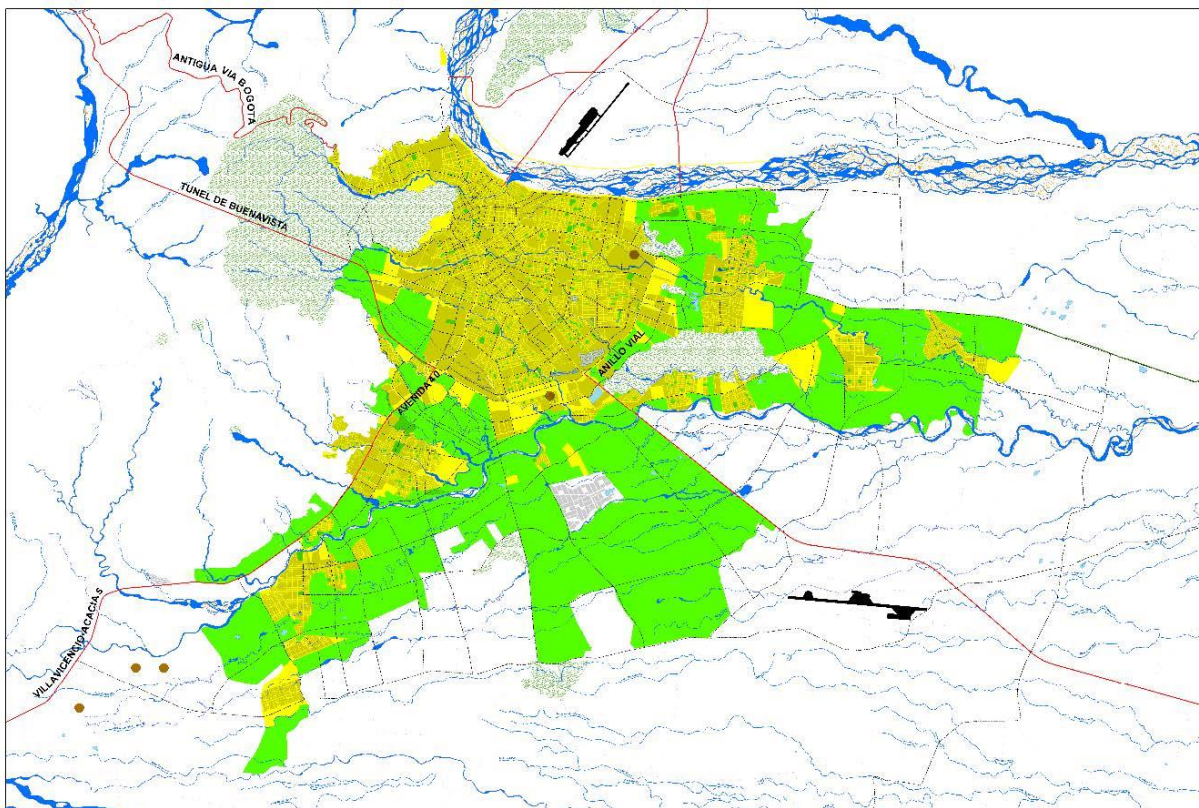 ANTIGUA VIA BOGOTA
TUNEL DE BUENAVISTA
ANILLO VIAL
AVENIDA 40
VILLAVICENCIO ACACIAS